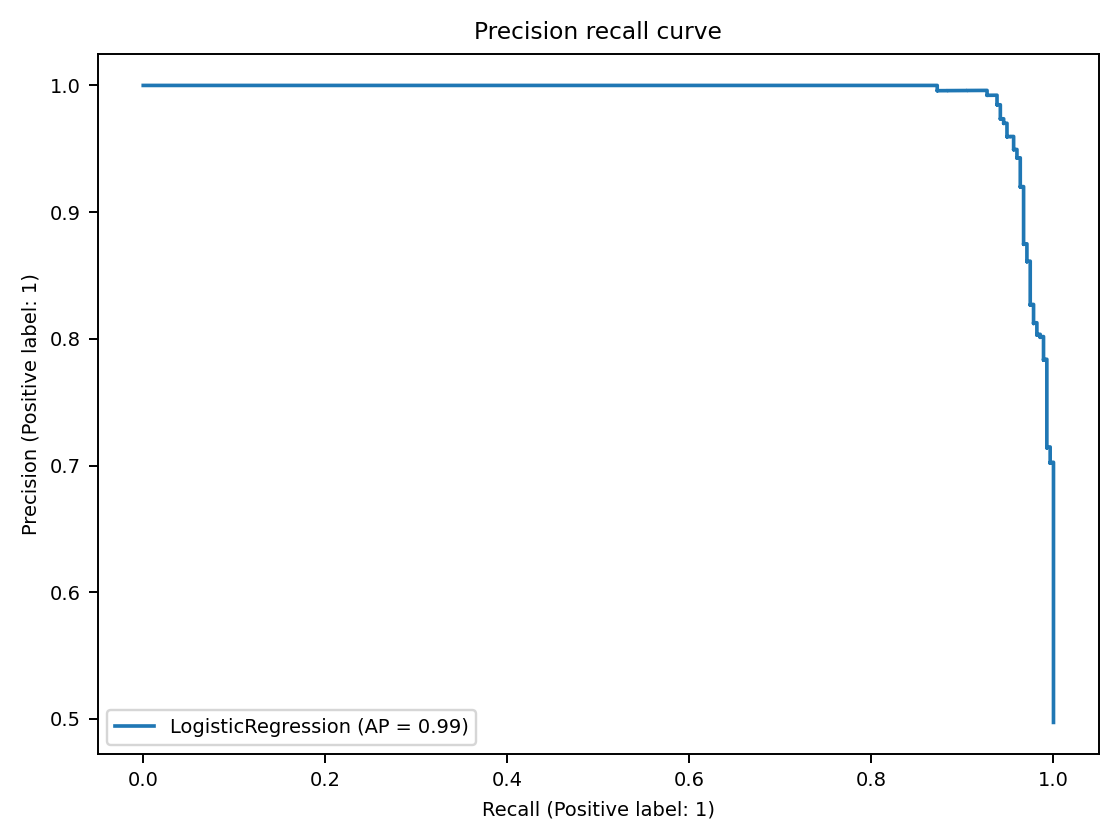 Precision recall curve
1.0
0.9
0.8
0.7
0.6
0.5
Precision (Positive label: 1)
LogisticRegression (AP = 0.99)
0.0 0.2 0.4 0.6 0.8 1.0
Recall (Positive label: 1)